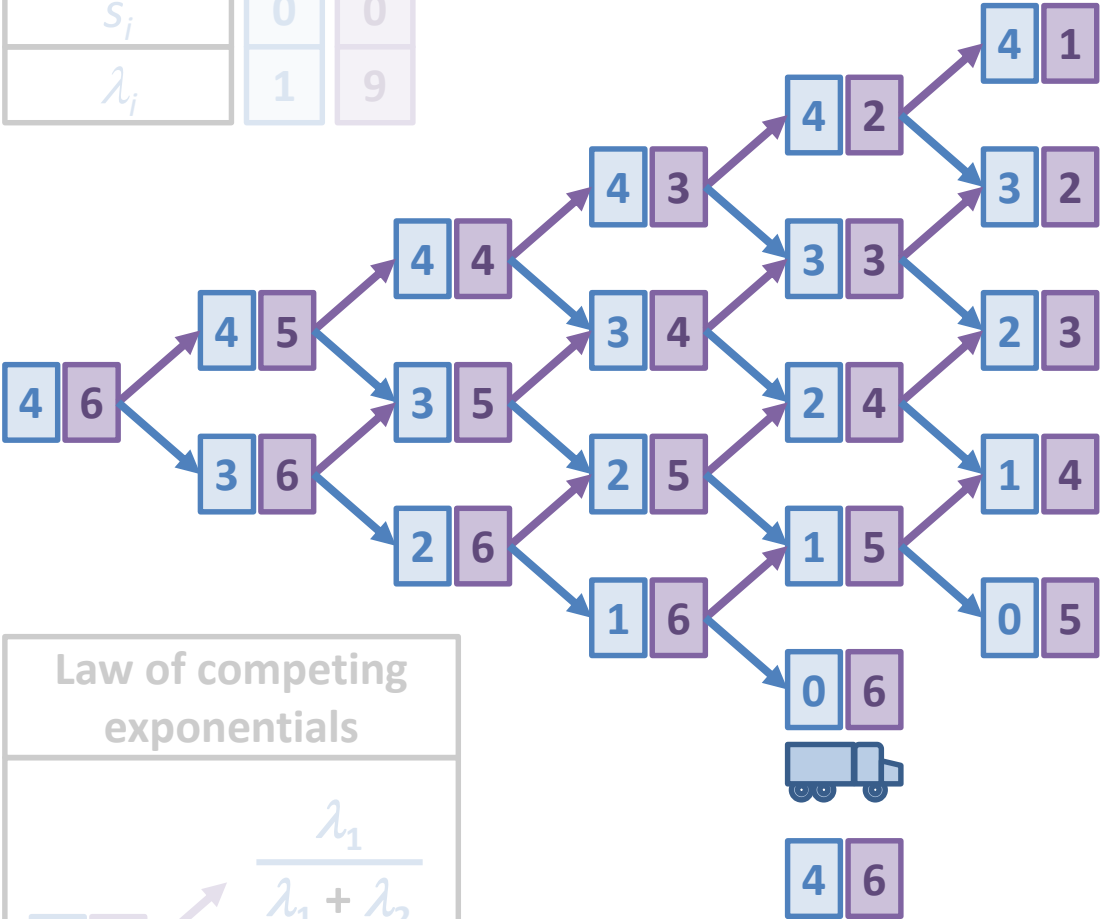 s i 0 0
4 1
λ i 1 9
4 2
4 3 3 2
4 4 3 3
4 5 3 4 2 3
4 6 3 5 2 4
3 6 2 5 1 4
2 6 1 5
1 6 0 5
Law of competing
0 6
exponentials
λ1
4 6
λ1 + λ2